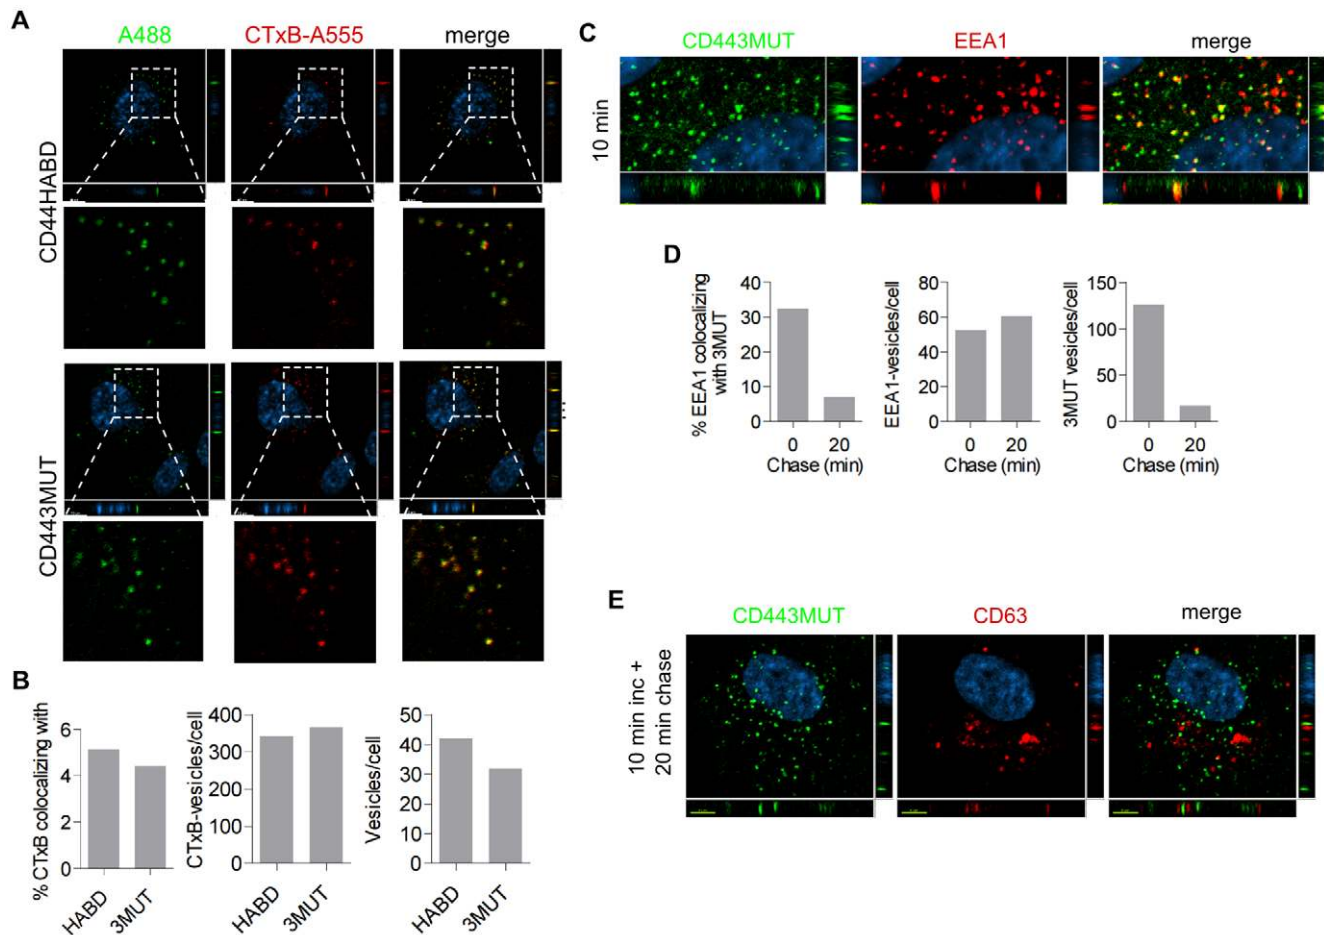 A
A488
CTxB-A555
merge
CD44HABD
CD443MUT
B
% CTxB colocalizing with
6
4
2
0
HABD
3MUT
CTxB-vesicles/cell
400
300
200
100
0
HABD
3MUT
Vesicles/cell
50
40
30
20
10
0
HABD
3MUT
C
CD443MUT
EEA1
merge
10 min
D
% EEA1 colocalizing
with 3MUT
40
30
20
10
0
0
20
Chase (min)
EEA1-vesicles/cell
80
60
40
20
0
0
20
Chase (min)
3MUT vesicles/cell
150
100
50
0
0
20
Chase (min)
E
CD443MUT
CD63
merge
10 min inc +
20 min chase